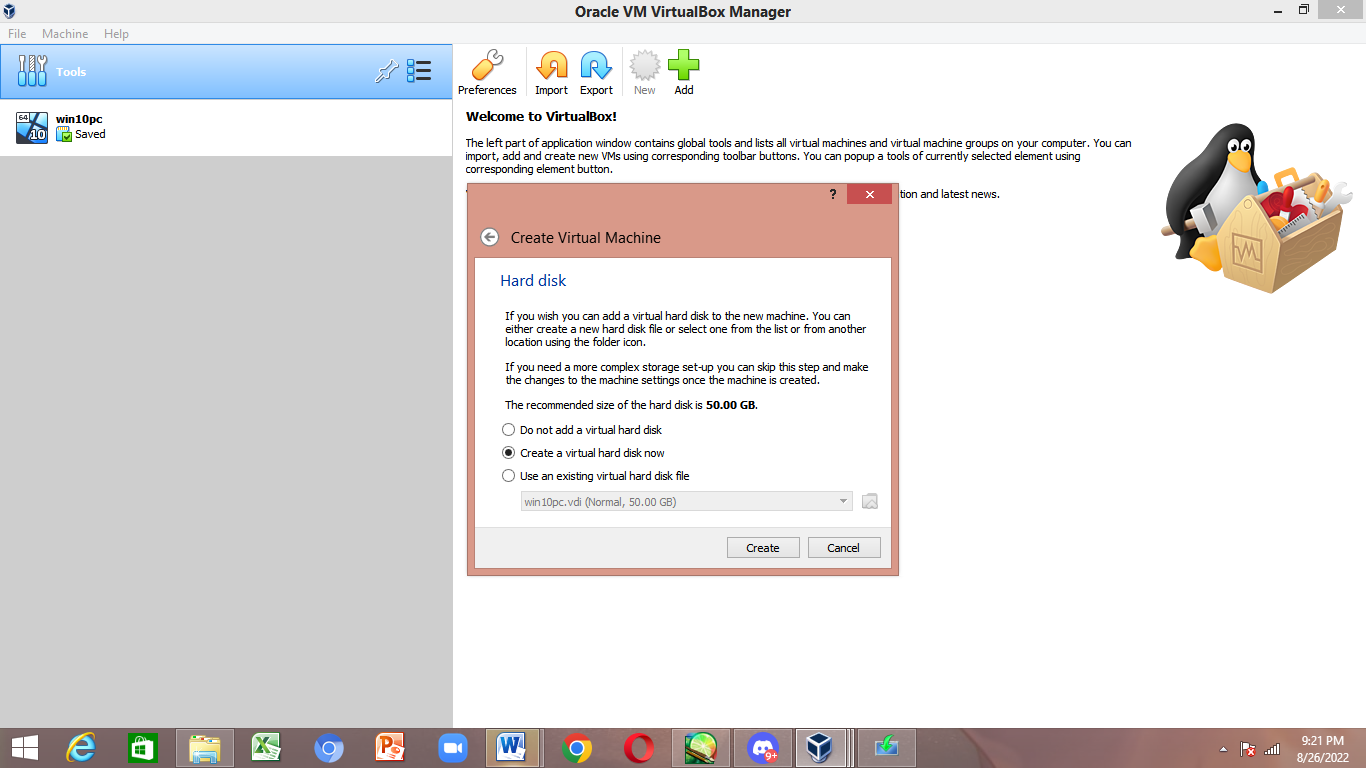 Oracle VM VirtualBox Manager
File Machine Help
Tools
Preferences Import Export New Add
64
10
win10pc
Saved
Welcome to VirtualBox!
The left part of application window contains global tools and lists all virtual machines and virtual machine groups on your computer. You can
import, add and create new VMs using corresponding toolbar buttons. You can popup a tools of currently selected element using
corresponding element button.
tion and latest news.
?
Create Virtual Machine
Hard disk
If you wish you can add a virtual hard disk to the new machine. You can
either create a new hard disk file or select one from the list or from another
location using the folder icon.
If you need a more complex storage set-up you can skip this step and make
the changes to the machine settings once the machine is created.
The recommended size of the hard disk is 50.00 GB.
Do not add a virtual hard disk
Create a virtual hard disk now
Use an existing virtual hard disk file
win10pc.vdi (Normal, 50.00 GB)
Create Cancel
9+
9:21 PM
8/26/2022